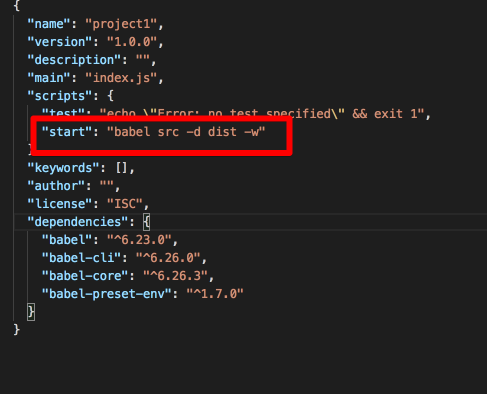 {
"name": "project1",
"version": "1.0.0",
"description": "",
"main": "index.js",
"scripts": {
"test": "echo \"Error: no test specified\" && exit 1",
"start": "babel src -d dist -w"
}
"keywords": [],
"author": "",
"license": "ISC",
"dependencies": {
"babel": "^6.23.0",
"babel-cli": "^6.26.0",
"babel-core": "^6.26.3",
"babel-preset-env": "^1.7.0"
}
}